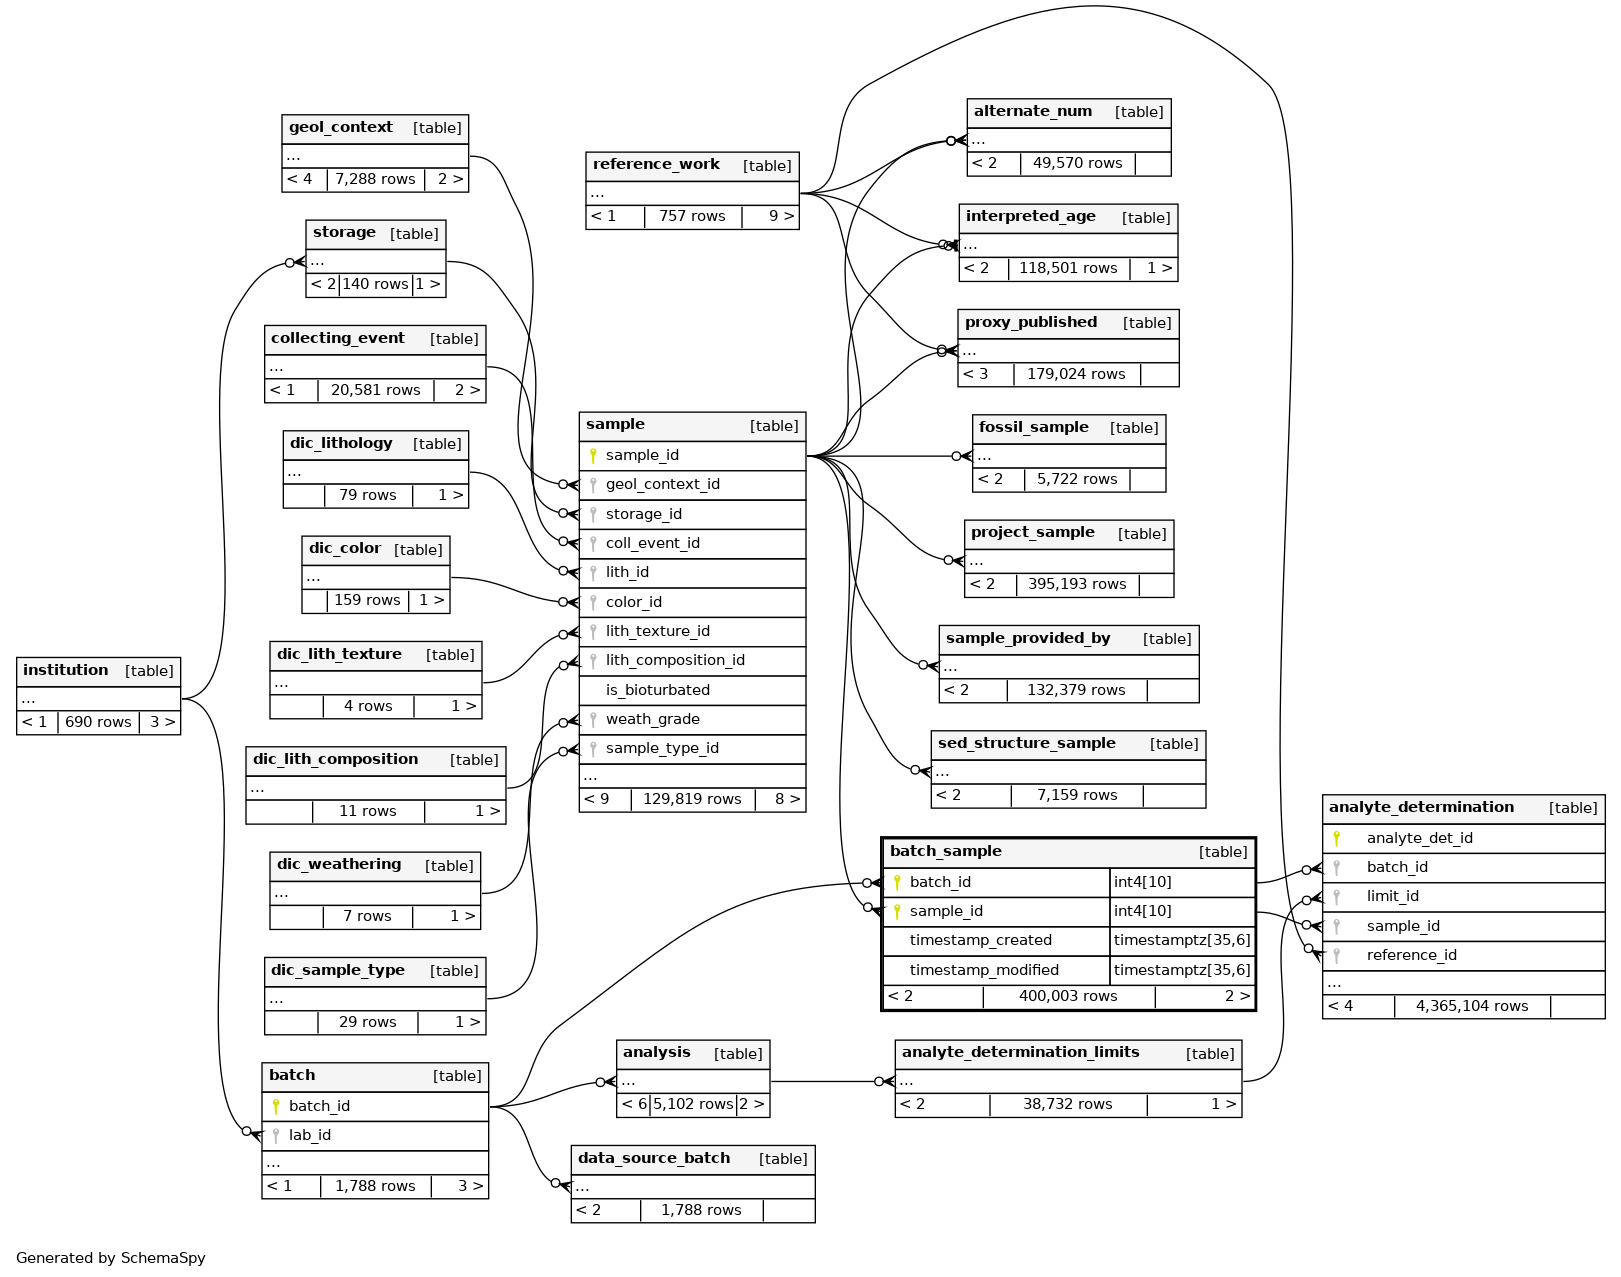 geol_context [table]
...
< 4 7,288 rows 2 >
storage [table]
...
< 2 140 rows 1 >
collecting_event [table]
...
< 1 20,581 rows 2 >
dic_lithology [table]
...
79 rows 1 >
dic_color [table]
...
159 rows 1 >
dic_lith_texture [table]
...
4 rows 1 >
institution [table]
...
< 1 690 rows 3 >
dic_lith_composition [table]
...
11 rows 1 >
dic_weathering [table]
...
7 rows 1 >
dic_sample_type [table]
...
29 rows 1 >
batch [table]
batch_id
lab_id
...
< 1 1,788 rows 3 >
reference_work [table]
...
< 1 757 rows 9 >
sample [table]
sample_id
geol_context_id
storage_id
coll_event_id
lith_id
color_id
lith_texture_id
lith_composition_id
is_bioturbated
weath_grade
sample_type_id
...
< 9 129,819 rows 8 >
analysis [table]
...
< 6 5,102 rows 2 >
data_source_batch [table]
...
< 2 1,788 rows
alternate_num [table]
...
< 2 49,570 rows
interpreted_age [table]
...
< 2 118,501 rows 1 >
proxy_published [table]
...
< 3 179,024 rows
fossil_sample [table]
...
< 2 5,722 rows
project_sample [table]
...
< 2 395,193 rows
sample_provided_by [table]
...
< 2 132,379 rows
sed_structure_sample [table]
...
< 2 7,159 rows
batch_sample [table]
batch_id int4[10]
sample_id int4[10]
timestamp_created timestamptz[35,6]
timestamp_modified timestamptz[35,6]
< 2 400,003 rows 2 >
analyte_determination_limits [table]
...
< 2 38,732 rows 1 >
analyte_determination [table]
analyte_det_id
batch_id
limit_id
sample_id
reference_id
...
< 4 4,365,104 rows
Generated by SchemaSpy